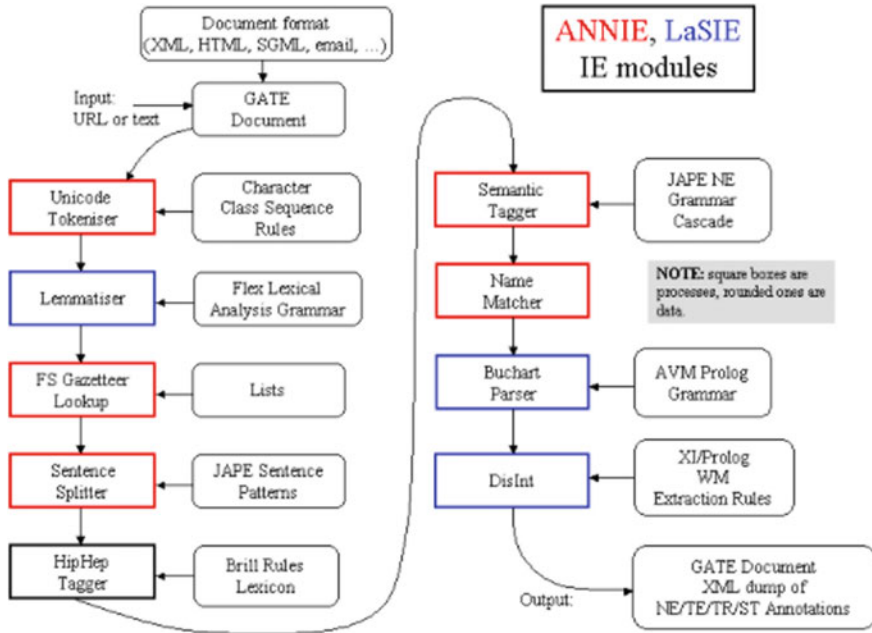 Document format
(XML, HTML, SGML, email, ...)
Input:
URL or text
GATE
Document
Unicode
Tokeniser
Character
Class Sequence
Rules
Lemmatiser
Flex Lexical
Analysis Grammar
FS Gazetteer
Lookup
Lists
Sentence
Splitter
JAPE Sentence
Patterns
HipHep
Tagger
Brill Rules
Lexicon
ANNIE, LaSIE
IE modules
Semantic
Tagger
JAPE NE
Grammar
Cascade
NOTE: square boxes are
processes, rounded ones are
data.
Name
Matcher
Buchart
Parser
AVM Prolog
Grammar
DisInt
XI/Prolog
WM
Extraction Rules
Output:
GATE Document
XML dump of
NE/TE/TR/ST Annotations